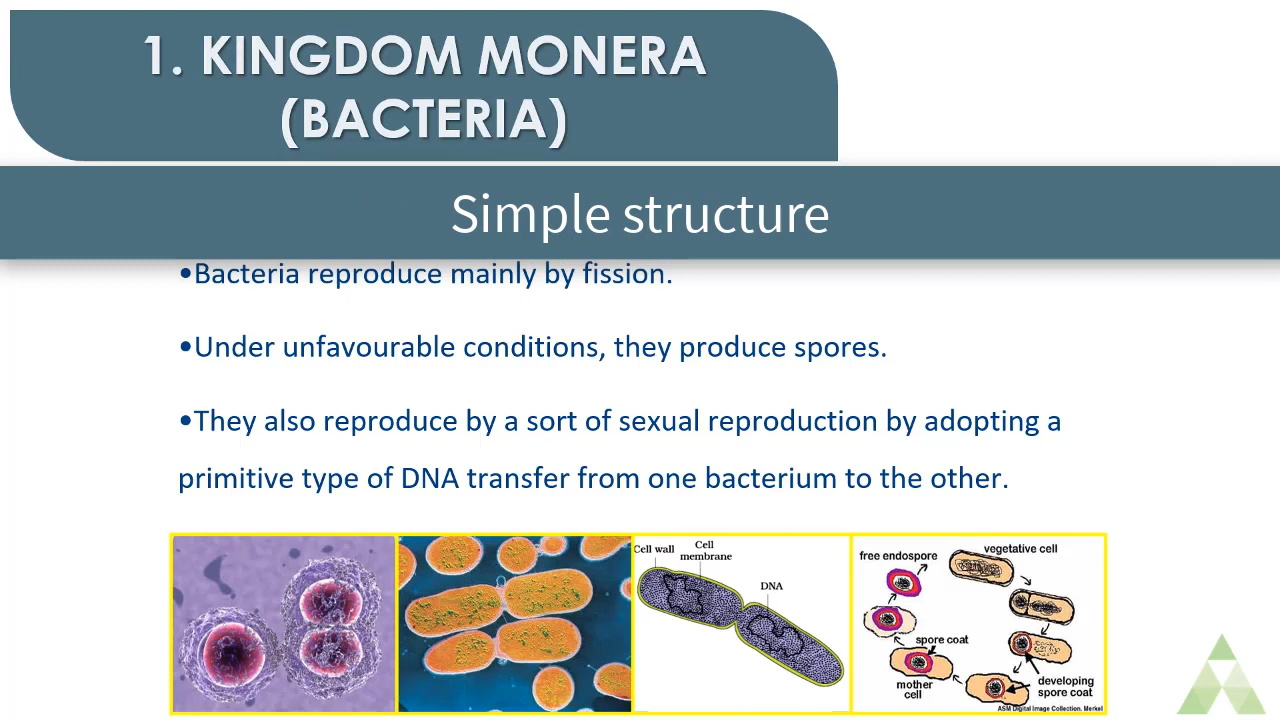 1. KINGDOM MONERA
(BACTERIA)
Simple structure
•Bacteria reproduce mainly by fission.
•Under unfavourable conditions, they produce spores.
•They also reproduce by a sort of sexual reproduction by adopting a
primitive type of DNA transfer from one bacterium to the other.
Cell wall
Cell
membrane
DNA
free endospore
vegetative cell
spore coat
mother
cell
developing
spore coat
ASM Digital Image Collection. Merkel